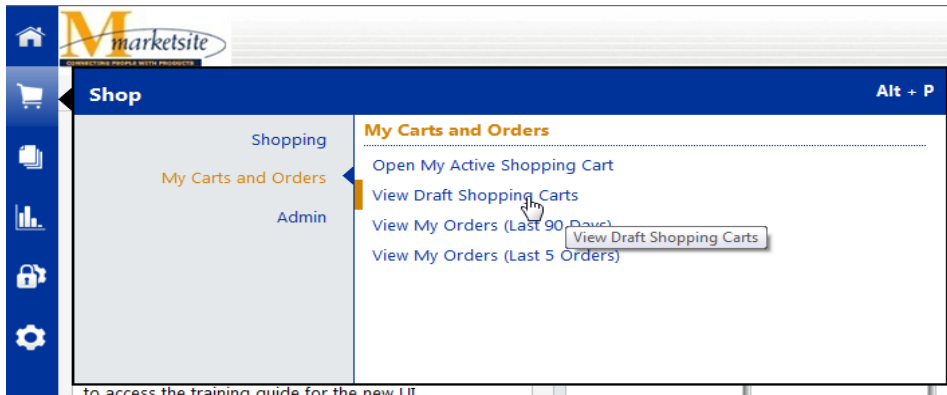 Mmarketsite
CONNECTING PEOPLE WITH PRODUCTS
Shop
Alt + P
Shopping
My Carts and Orders
Admin
My Carts and Orders
Open My Active Shopping Cart
View Draft Shopping Carts
View My Orders (Last 90 Days)
View Draft Shopping Carts
View My Orders (Last 5 Orders)
to access the training guide for the new UI